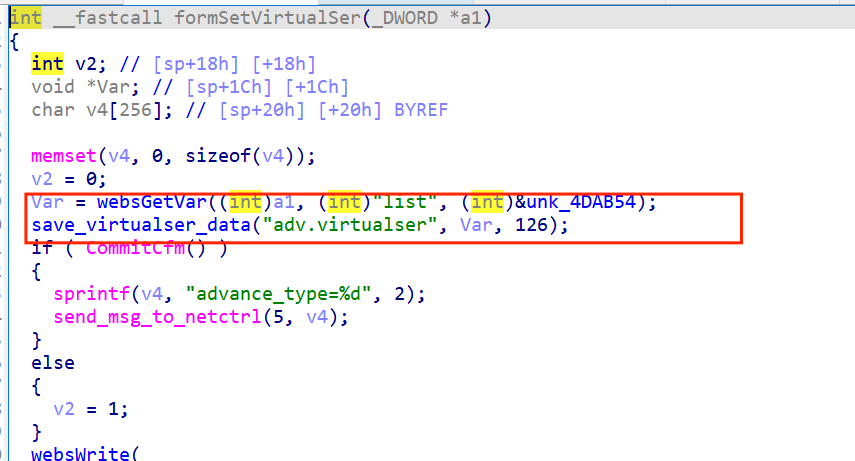 int __fastcall formSetVirtualSer(_DWORD *a1)
{
int v2; // [sp+18h] [+18h]
void *Var; // [sp+1Ch] [+1Ch]
char v4[256]; // [sp+20h] [+20h] BYREF
memset(v4, 0, sizeof(v4));
v2 = 0;
Var = websGetVar((int)a1, (int)"list", (int)&unk_4DAB54);
save_virtualser_data("adv.virtualser", Var, 126);
if ( CommitCfm() )
{
sprintf(v4, "advance_type=%d", 2);
send_msg_to_netctrl(5, v4);
}
else
{
v2 = 1;
}
websWrite(